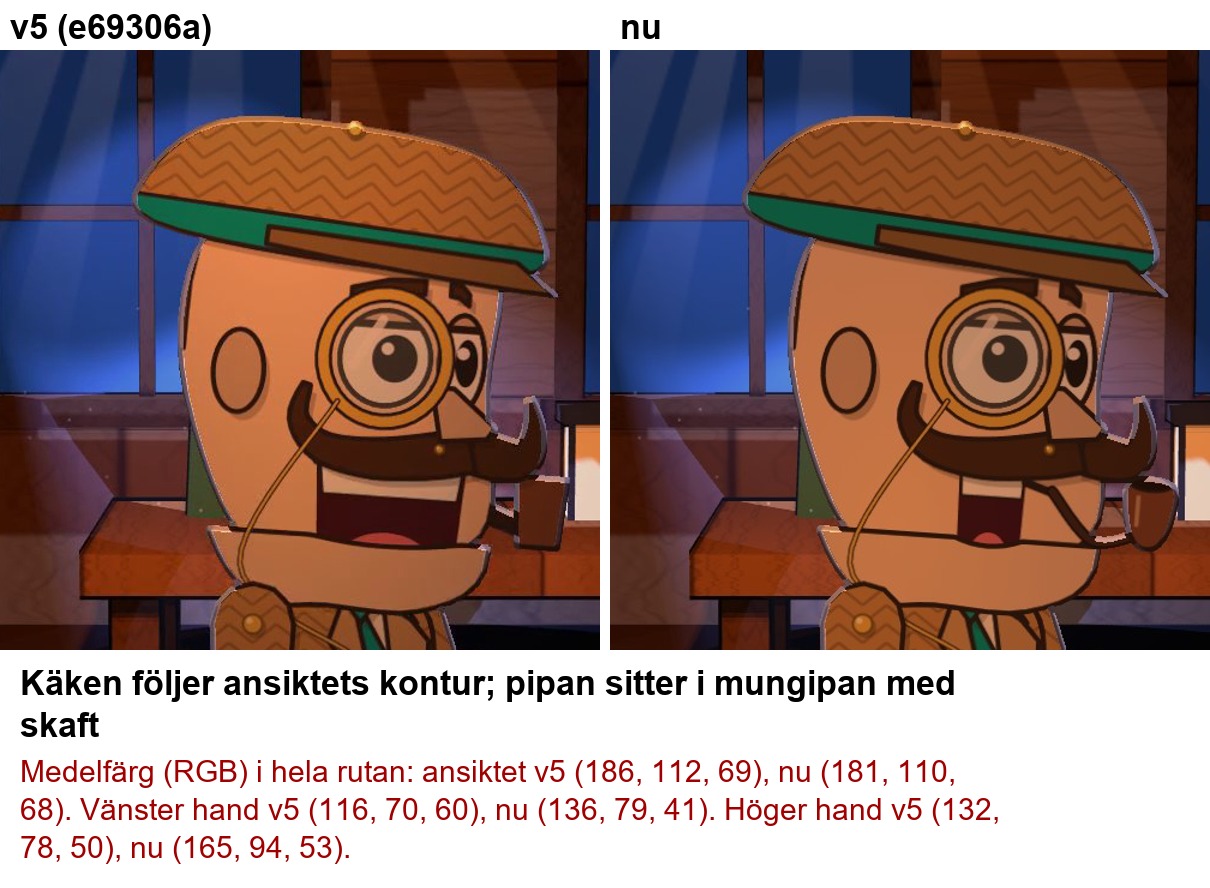 v5 (e69306a)
nu
Käken följer ansiktets kontur; pipan sitter i mungipan med
skaft
Medelfärg (RGB) i hela rutan: ansiktet v5 (186, 112, 69), nu (181, 110,
68). Vänster hand v5 (116, 70, 60), nu (136, 79, 41). Höger hand v5 (132,
78, 50), nu (165, 94, 53).